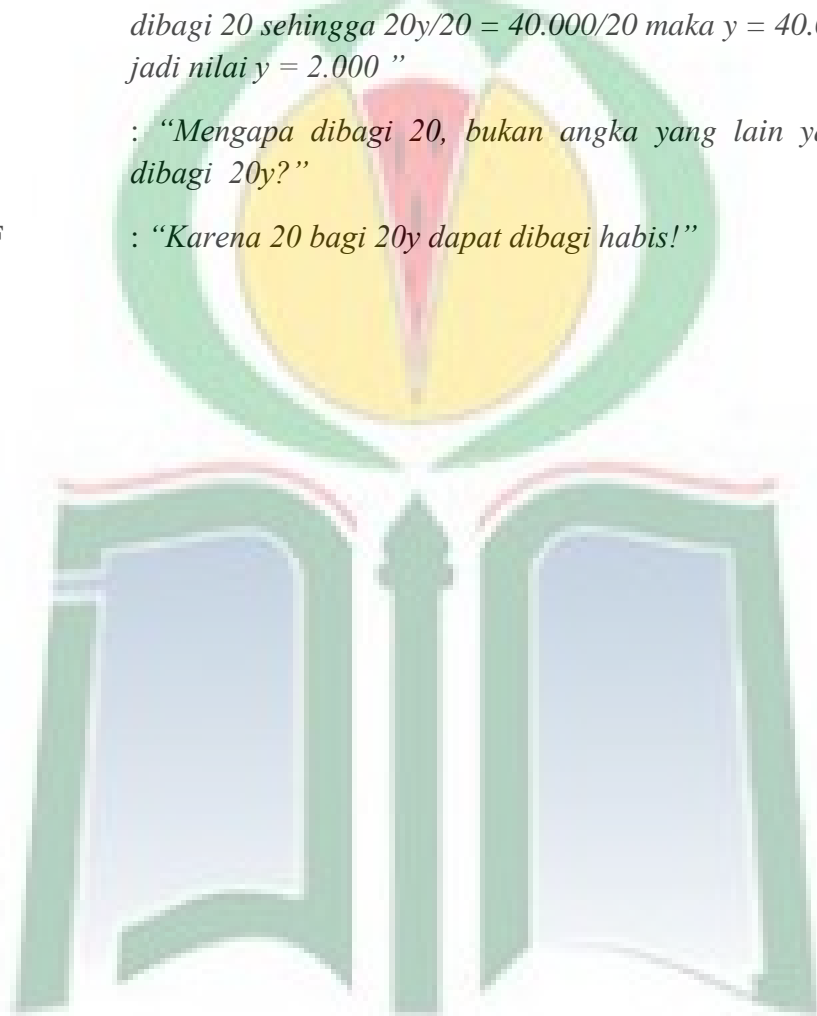 dibagi 20 sehingga 20y/20 = 40.000/20 maka y = 40.0
jadi nilai y = 2.000 ”
: “Mengapa dibagi 20, bukan angka yang lain
dibagi 20y?”
: “Karena 20 bagi 20y dapat dibagi habis!”